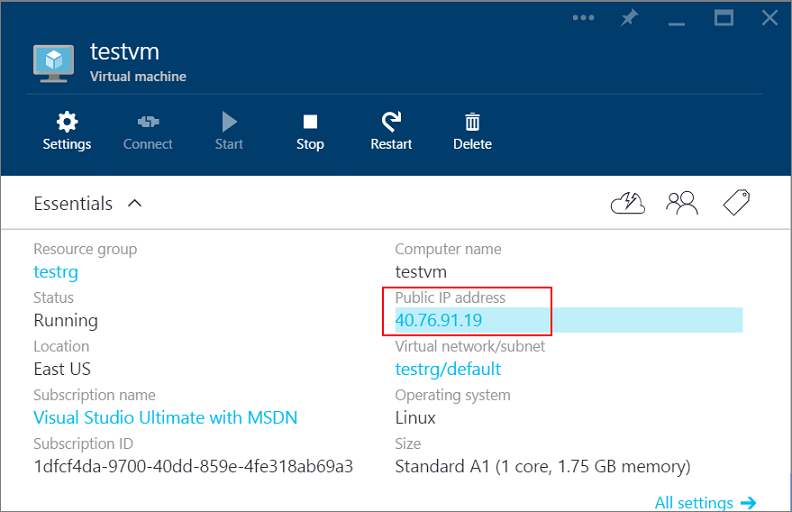 testvm
Virtual machine
Settings
Connect
Start
Stop
Restart
Delete
Essentials
Resource group
testrg
Status
Running
Location
East US
Subscription name
Visual Studio Ultimate with MSDN
Subscription ID
1dfcf4da-9700-40dd-859e-4fe318ab69a3
Computer name
testvm
Public IP address
40.76.91.19
Virtual network/subnet
testrg/default
Operating system
Linux
Size
Standard A1 (1 core, 1.75 GB memory)
All settings